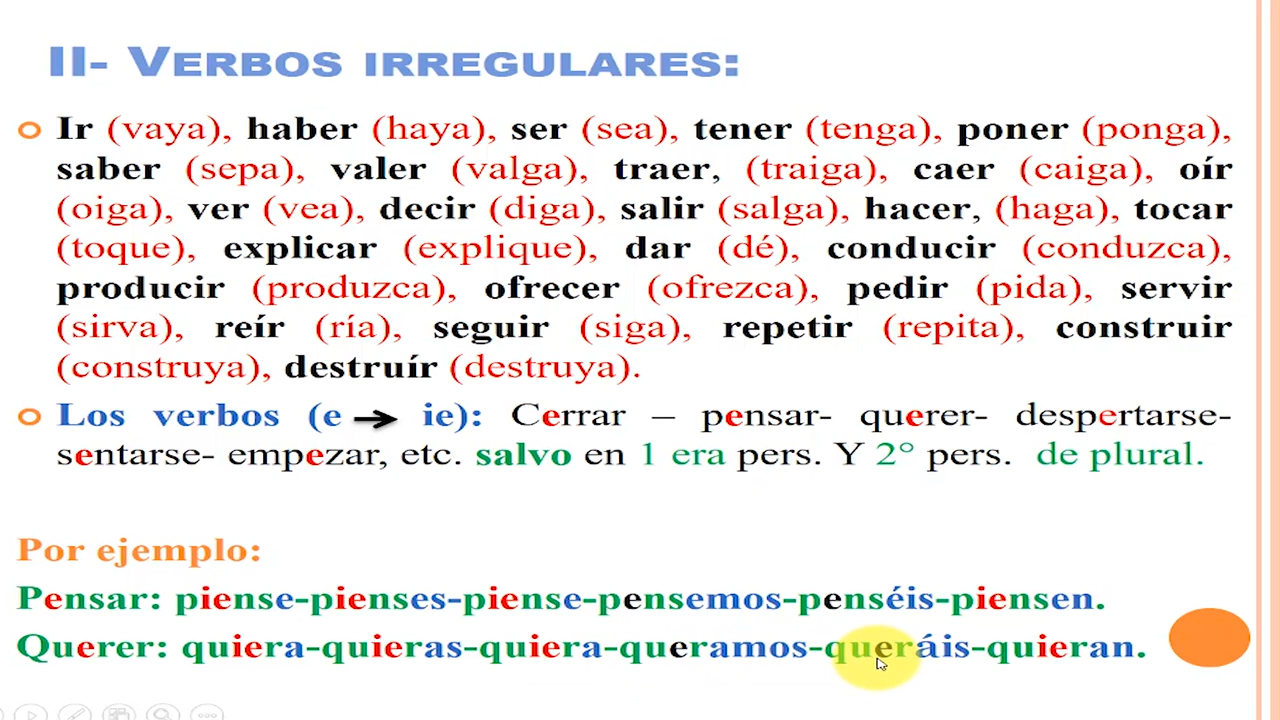 II- VERBOS IRREGULARES:
Ir (vaya), haber (haya), ser (sea), tener (tenga), poner (ponga),
saber (sepa), valer (valga), traer, (traiga), caer (caiga), oír
(oiga), ver (vea), decir (diga), salir (salga), hacer, (haga), tocar
(toque), explicar (explique), dar (dé), conducir (conduzca),
producir (produzca), ofrecer (ofrezca), pedir (pida), servir
(sirva), reír (ría), seguir (siga), repetir (repita), construir
(construya), destruír (destruya).
Los verbos (e → ie): Cerrar – pensar- querer- despertarse-
sentarse- empezar, etc. salvo en 1 era pers. Y 2° pers. de plural.
Por ejemplo:
Pensar: piense-pienses-piense-pensemos-penséis-piensen.
Querer: quiera-quieras-quiera-queramos-queráis-quieran.